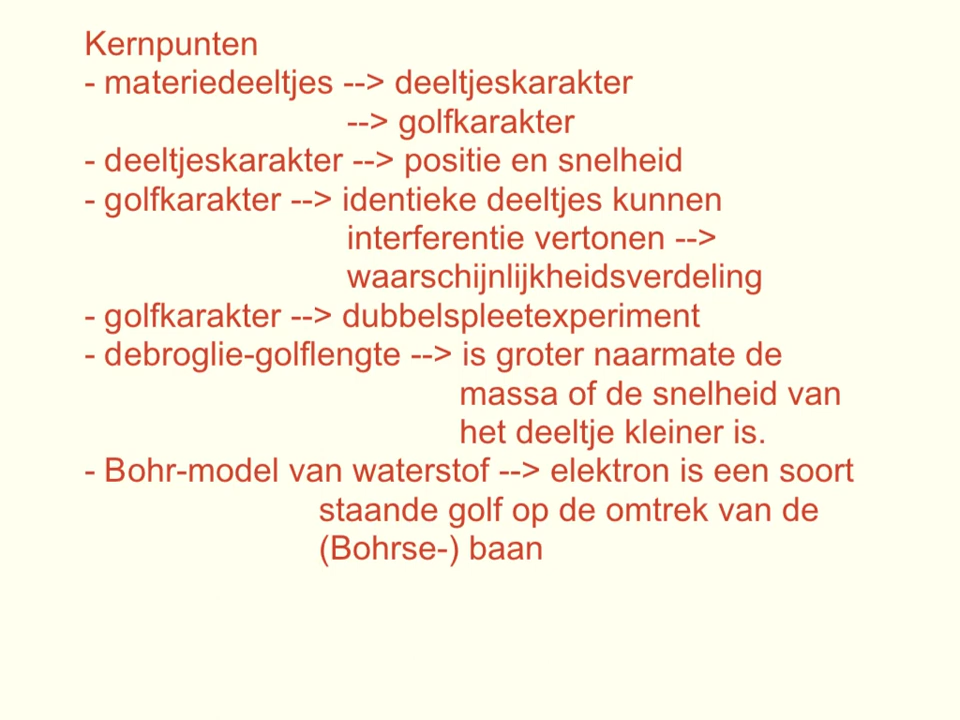 Kernpunten
- materiedeeltjes --> deeltjeskarakter
--> golfkarakter
- deeltjeskarakter --> positie en snelheid
- golfkarakter --> identieke deeltjes kunnen
interferentie vertonen -->
waarschijnlijkheidsverdeling
- golfkarakter --> dubbelspleetexperiment
- debroglie-golflengte --> is groter naarmate de
massa of de snelheid van
het deeltje kleiner is.
- Bohr-model van waterstof --> elektron is een soort
staande golf op de omtrek van de
(Bohrse-) baan